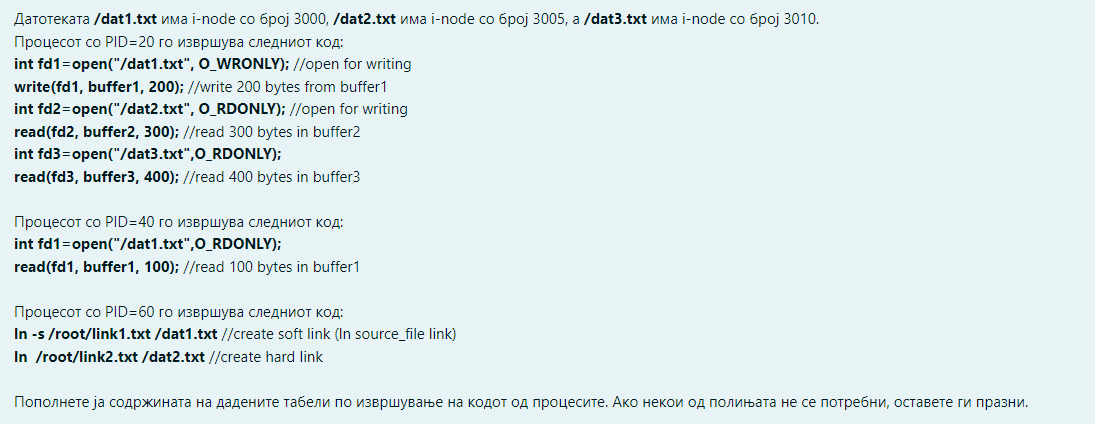 Датотеката /dat1.txt има i-node со број 3000, /dat2.txt има i-node со број 3005, а /dat3.txt има i-node со број 3010.
Процесот со PID=20 го извршува следниот код:
int fd1=open("/dat1.txt", O_WRONLY); //open for writing
write(fd1, buffer1, 200); //write 200 bytes from buffer1
int fd2=open("/dat2.txt", O_RDONLY); //open for writing
read(fd2, buffer2, 300); //read 300 bytes in buffer2
int fd3=open("/dat3.txt",O_RDONLY);
read(fd3, buffer3, 400); //read 400 bytes in buffer3
Процесот со PID=40 го извршува следниот код:
int fd1=open("/dat1.txt",O_RDONLY);
read(fd1, buffer1, 100); //read 100 bytes in buffer1
Процесот со PID=60 го извршува следниот код:
ln -s /root/link1.txt /dat1.txt //create soft link (ln source_file link)
ln /root/link2.txt /dat2.txt //create hard link
Пополнете ја содржината на дадените табели по извршување на кодот од процесите. Ако некои од полињата не се потребни, оставете ги празни.